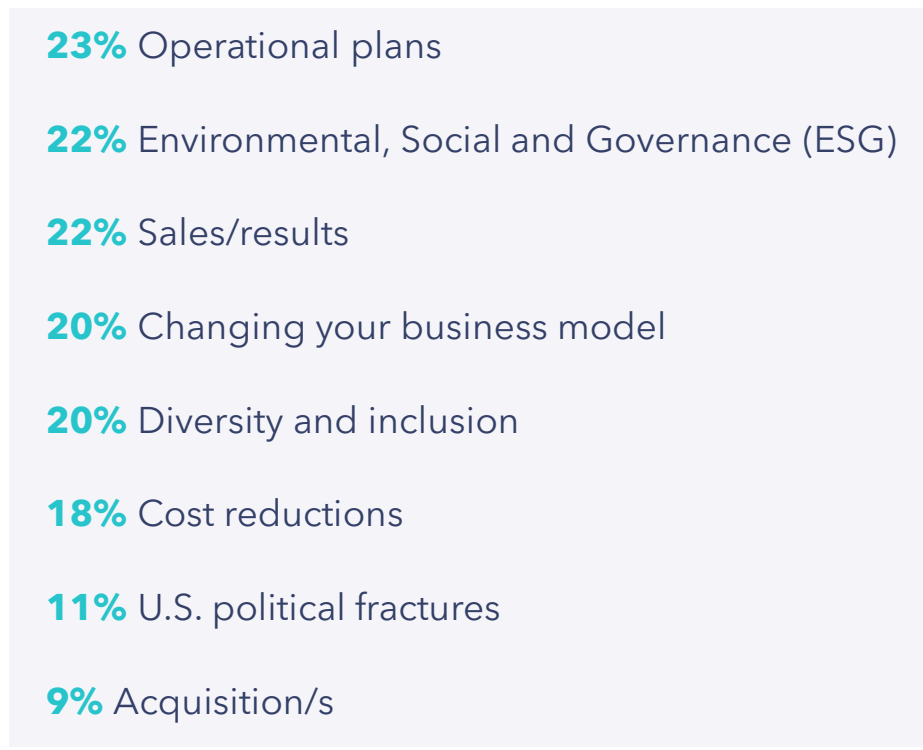 23% Operational plans
22% Environmental, Social and Governance (ESG)
22% Sales/results
20% Changing your business model
20% Diversity and inclusion
18% Cost reductions
11% U.S. political fractures
9% Acquisition/s